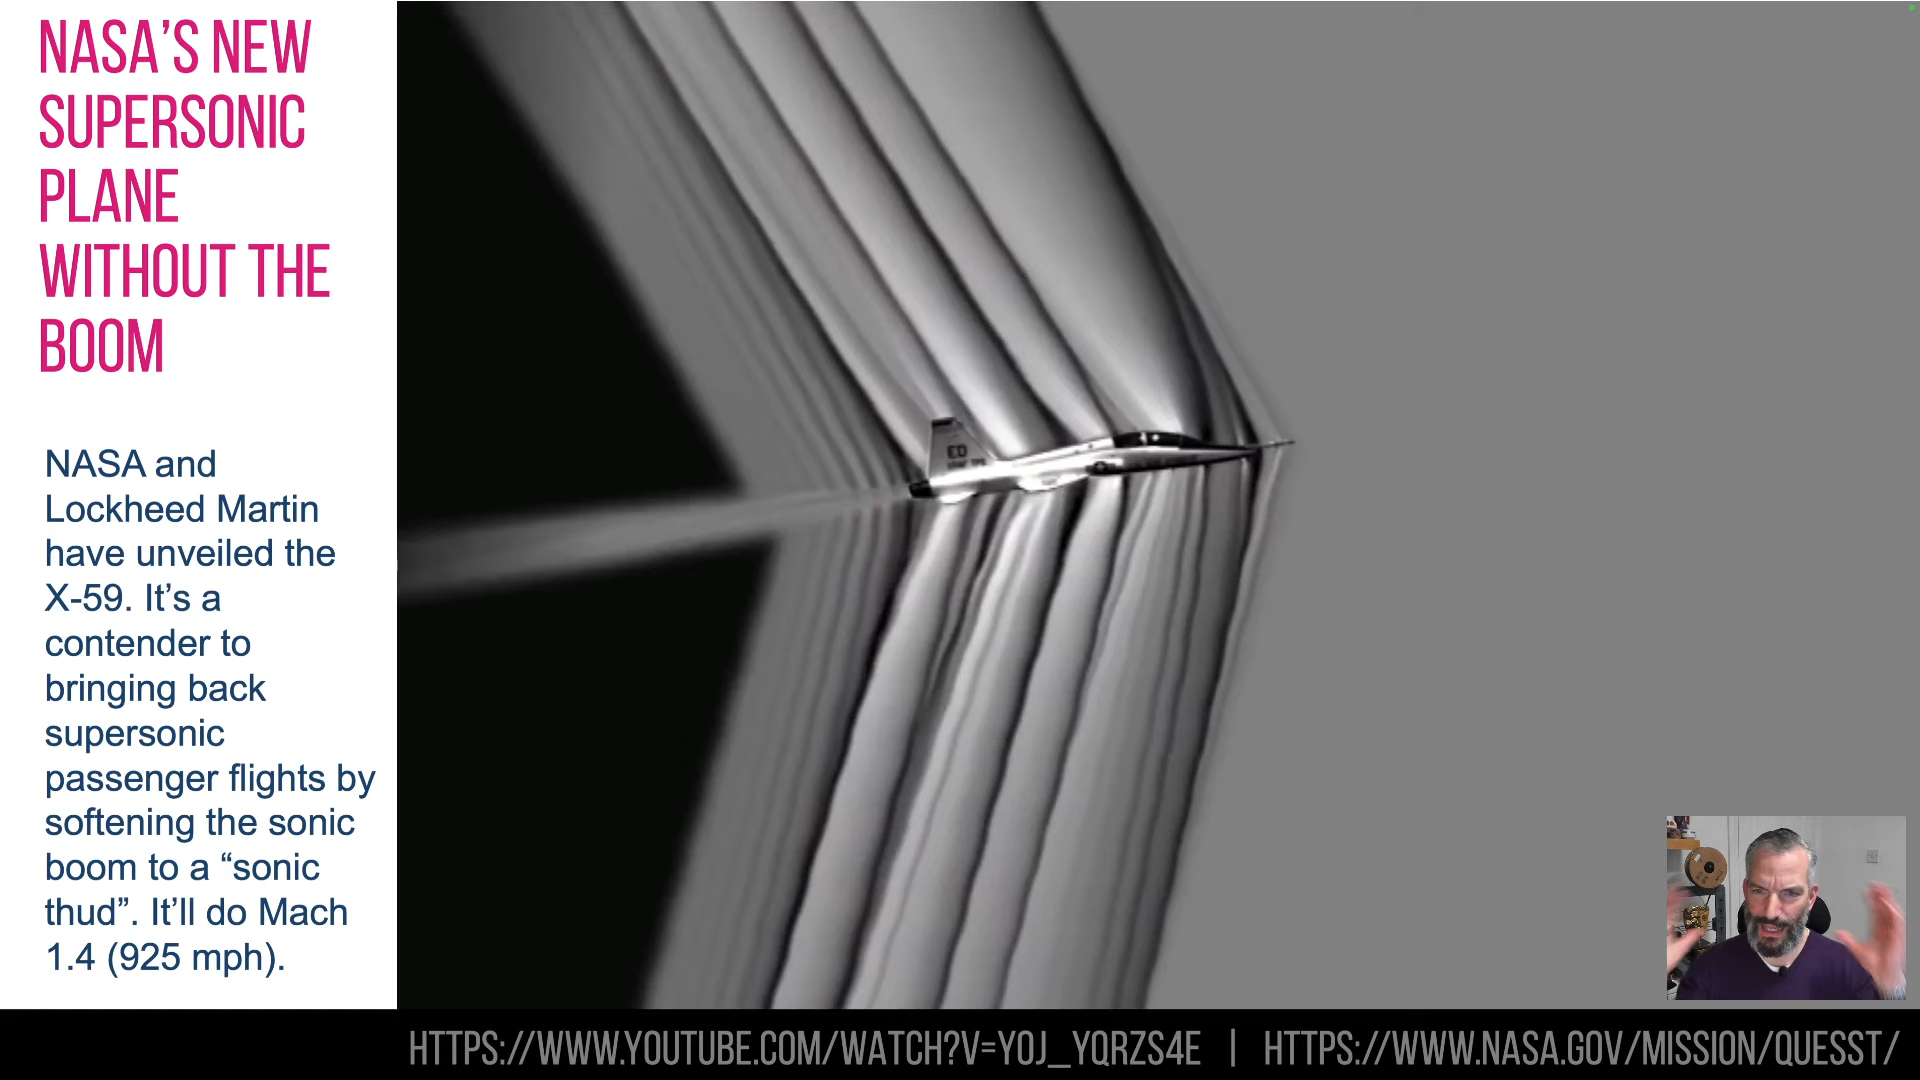 NASA'S NEW
SUPERSONIC
PLANE
WITHOUT THE
BOOM
NASA and
Lockheed Martin
have unveiled the
X-59. It's a
contender to
bringing back
supersonic
passenger flights by
softening the sonic
boom to a “sonic
thud”. It'll do Mach
1.4 (925 mph).
ED
HTTPS://WWW.YOUTUBE.COM/WATCH?V=YOJ_YQRZS4E | HTTPS://WWW.NASA.GOV/MISSION/QUESST/